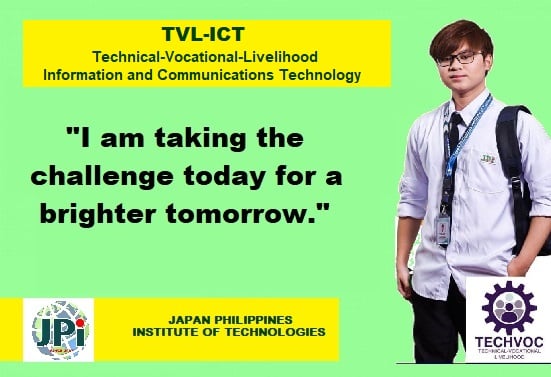 TVL-ICT
Technical-Vocational-Livelihood
Information and Communications Technology
"I am taking the
challenge today for a
brighter tomorrow."
JPi
JAPAN PHILIPPINES
INSTITUTE OF TECHNOLOGIES
TECHVOC
TECHNICAL-VOCATIONAL
LIVELIHOOD